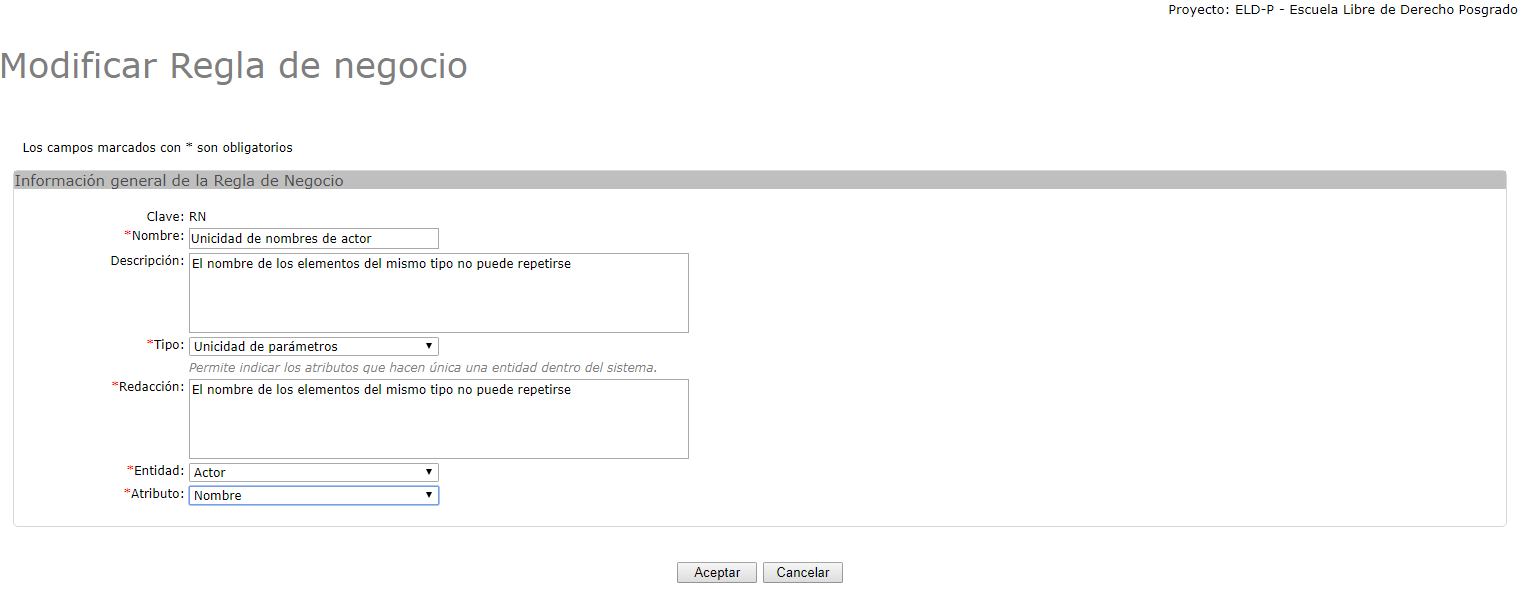 Proyecto: ELD-P - Escuela Libre de Derecho Posgrado
Modificar Regla de negocio
Los campos marcados con * son obligatorios
Información general de la Regla de Negocio
Clave: RN
*Nombre: Unicidad de nombres de actor
Descripción: El nombre de los elementos del mismo tipo no puede repetirse
*Tipo: Unicidad de parámetros
Permite indicar los atributos que hacen única una entidad dentro del sistema.
*Redacción: El nombre de los elementos del mismo tipo no puede repetirse
*Entidad: Actor
*Atributo: Nombre
Aceptar Cancelar